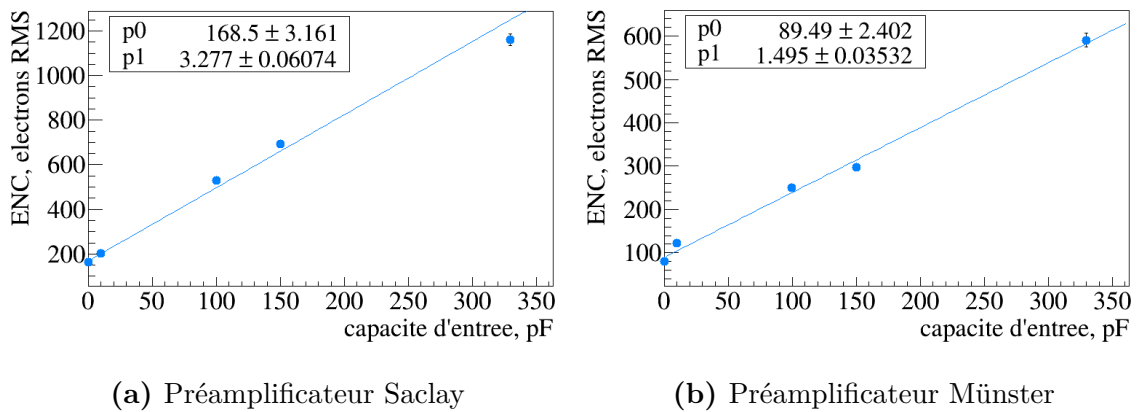 p0 168.5 ± 3.161
p1 3.277 ± 0.06074
ENC, electrons RMS
1200
1000
800
600
400
200
0 50 100 150 200 250 300 350
capacite d'entree, pF
(a) Préamplificateur Saclay
p0 89.49 ± 2.402
p1 1.495 ± 0.03532
ENC, electrons RMS
600
500
400
300
200
100
0 50 100 150 200 250 300 350
capacite d'entree, pF
(b) Préamplificateur Münster